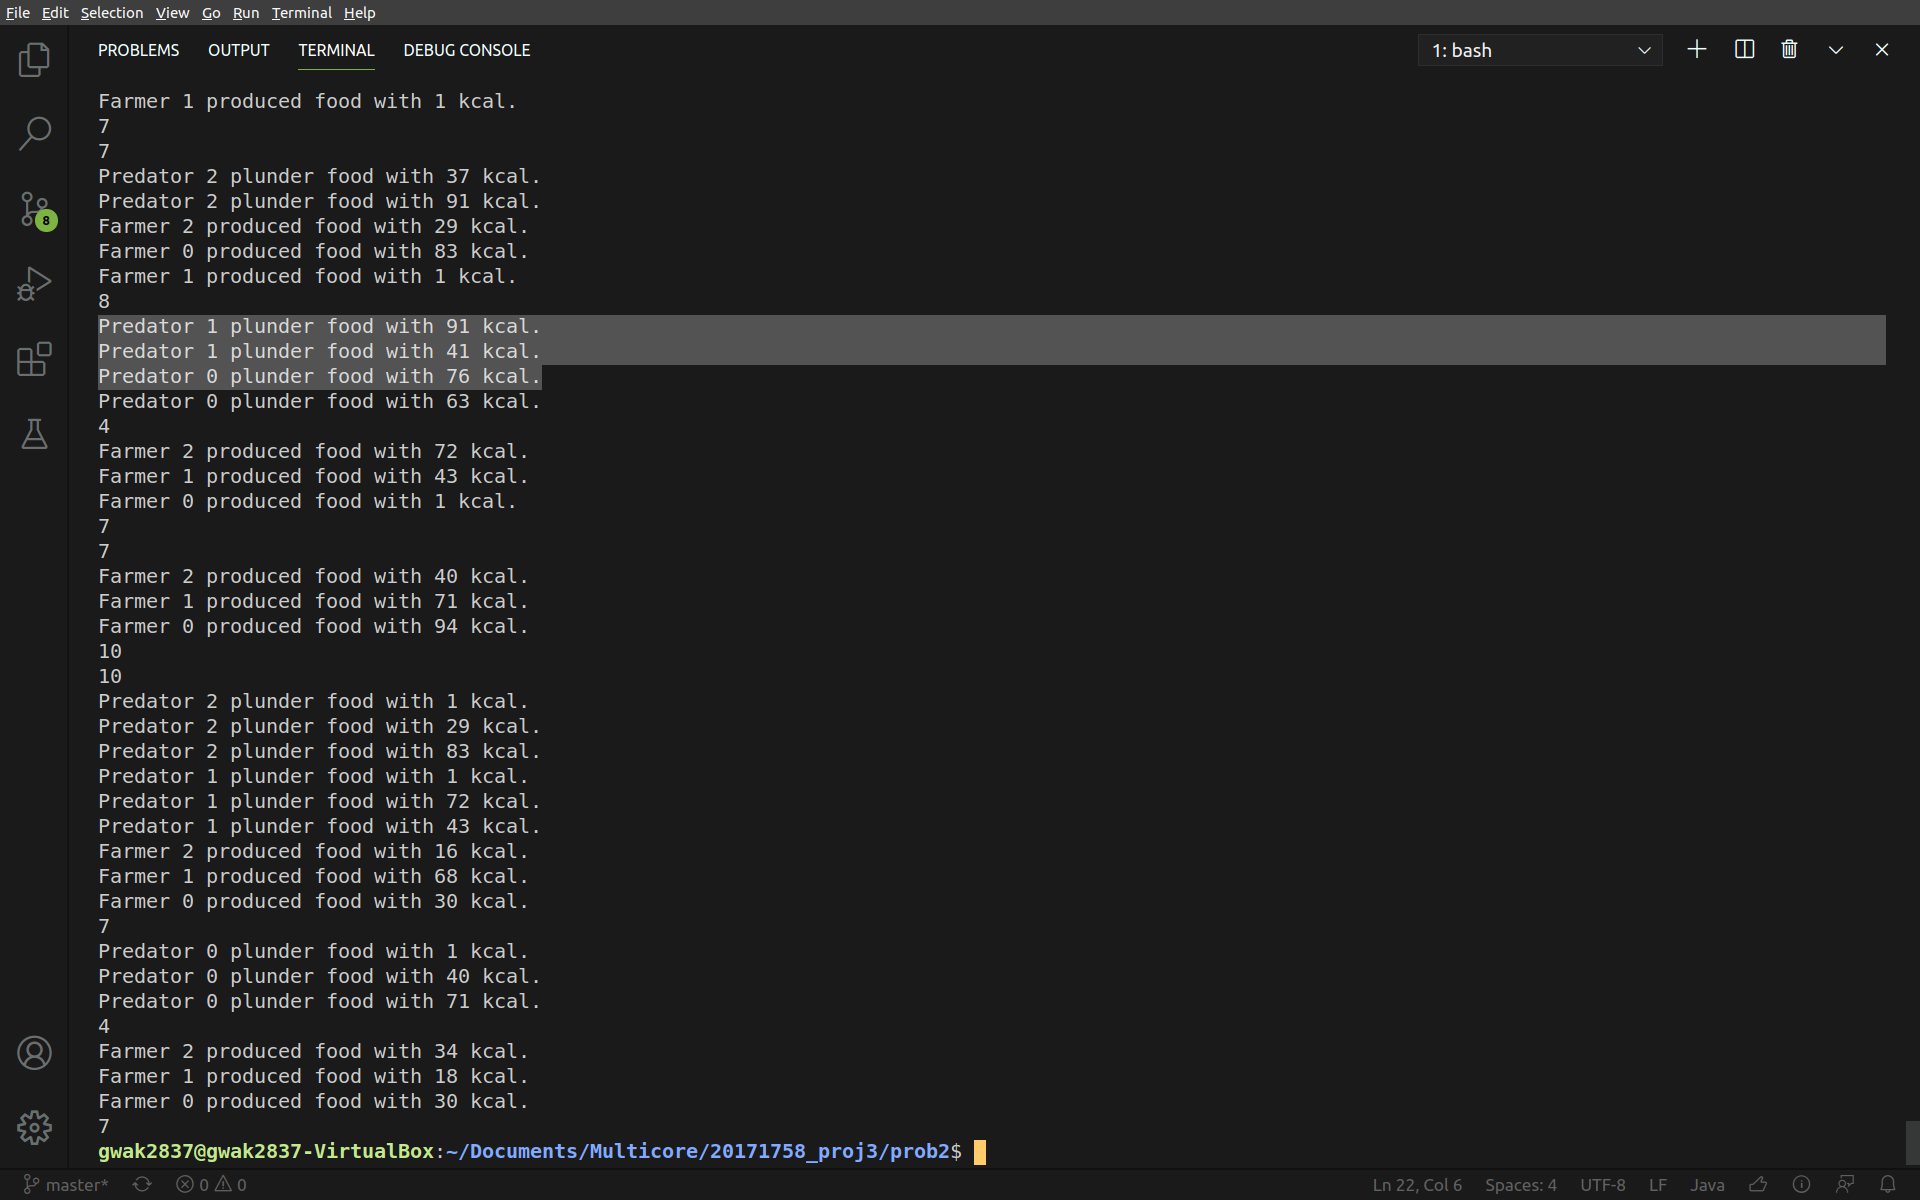 File Edit Selection View Go Run Terminal Help
PROBLEMS OUTPUT TERMINAL DEBUG CONSOLE 1: bash
Farmer 1 produced food with 1 kcal.
7
7
Predator 2 plunder food with 37 kcal.
Predator 2 plunder food with 91 kcal.
Farmer 2 produced food with 29 kcal.
Farmer 0 produced food with 83 kcal.
Farmer 1 produced food with 1 kcal.
8
8
Predator 1 plunder food with 91 kcal.
Predator 1 plunder food with 41 kcal.
Predator 0 plunder food with 76 kcal.
Predator 0 plunder food with 63 kcal.
4
Farmer 2 produced food with 72 kcal.
Farmer 1 produced food with 43 kcal.
Farmer 0 produced food with 1 kcal.
7
7
Farmer 2 produced food with 40 kcal.
Farmer 1 produced food with 71 kcal.
Farmer 0 produced food with 94 kcal.
10
10
Predator 2 plunder food with 1 kcal.
Predator 2 plunder food with 29 kcal.
Predator 2 plunder food with 83 kcal.
Predator 1 plunder food with 1 kcal.
Predator 1 plunder food with 72 kcal.
Predator 1 plunder food with 43 kcal.
Farmer 2 produced food with 16 kcal.
Farmer 1 produced food with 68 kcal.
Farmer 0 produced food with 30 kcal.
7
Predator 0 plunder food with 1 kcal.
Predator 0 plunder food with 40 kcal.
Predator 0 plunder food with 71 kcal.
4
Farmer 2 produced food with 34 kcal.
Farmer 1 produced food with 18 kcal.
Farmer 0 produced food with 30 kcal.
7
gwak2837@gwak2837-VirtualBox:~/Documents/Multicore/20171758_proj3/prob2$
master* 0 0 Ln 22, Col 6 Spaces: 4 UTF-8 LF Java